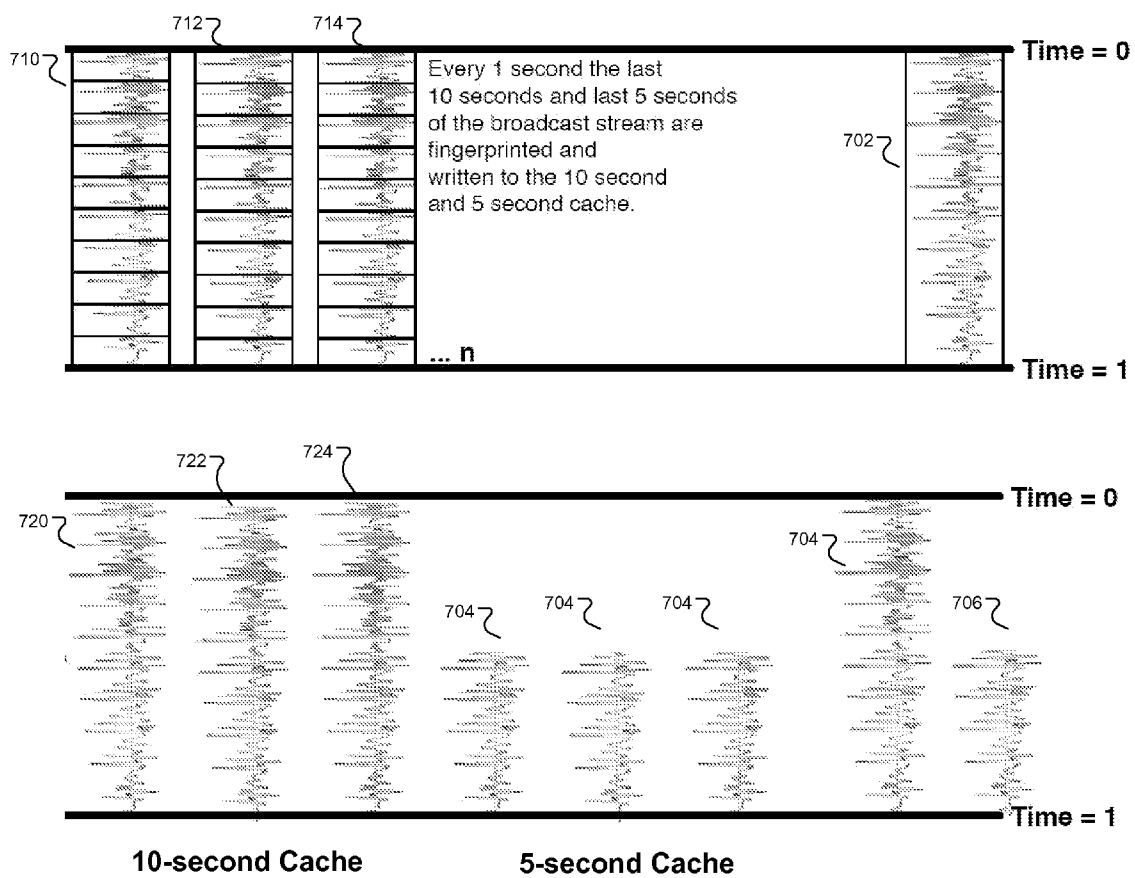 712
714
Time = 0
710
Every 1 second the last
10 seconds and last 5 seconds
of the broadcast stream are
fingerprinted and
written to the 10 second
and 5 second cache.
702
... n
Time = 1
722
724
Time = 0
720
704
704
704
704
706
Time = 1
10-second Cache
5-second Cache